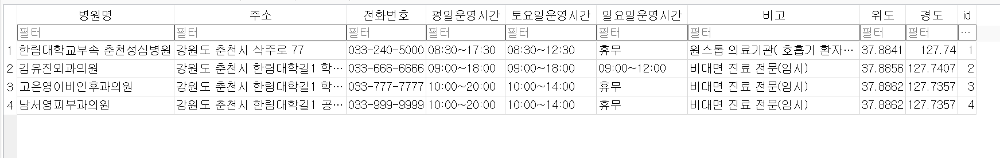 병원명 주소 전화번호 평일운영시간 토요일운영시간 일요일운영시간 비고 위도 경도 id
필터 필터 필터 필터 필터 필터 필터 필터 필터 …
1 한림대학교부속 춘천성심병원 강원도 춘천시 삭주로 77 033-240-5000 08:30~17:30 08:30~12:30 휴무 원스톱 의료기관( 호흡기 환자… 37.8841 127.74 1
2 김유진외과의원 강원도 춘천시 한림대학길1 학… 033-666-6666 09:00~18:00 09:00~18:00 09:00~12:00 비대면 진료 전문(임시) 37.8856 127.7407 2
3 고은영이비인후과의원 강원도 춘천시 한림대학길1 학… 033-777-7777 10:00~20:00 10:00~14:00 휴무 비대면 진료 전문(임시) 37.8862 127.7357 3
4 남서영피부과의원 강원도 춘천시 한림대학길1 공… 033-999-9999 10:00~20:00 10:00~14:00 휴무 비대면 진료 전문(임시) 37.8862 127.7357 4